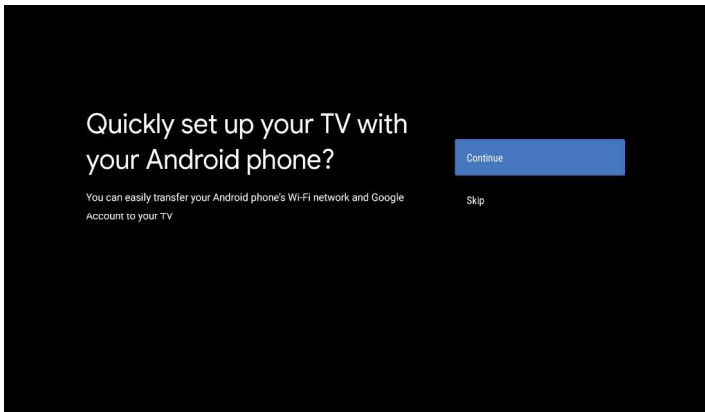 Quickly set up your TV with
your Android phone?
You can easily transfer your Android phone's Wi-Fi network and Google
Account to your TV
Continue
Skip